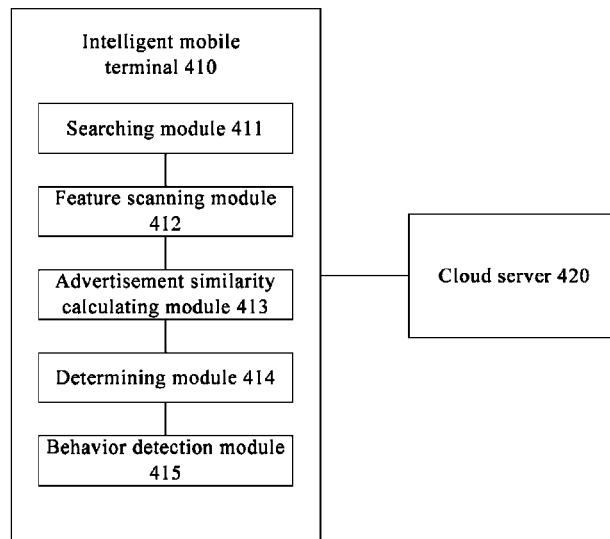 Intelligent mobile
terminal 410
Searching module 411
Feature scanning module
412
Advertisement similarity
calculating module 413
Determining module 414
Behavior detection module
415
Cloud server 420